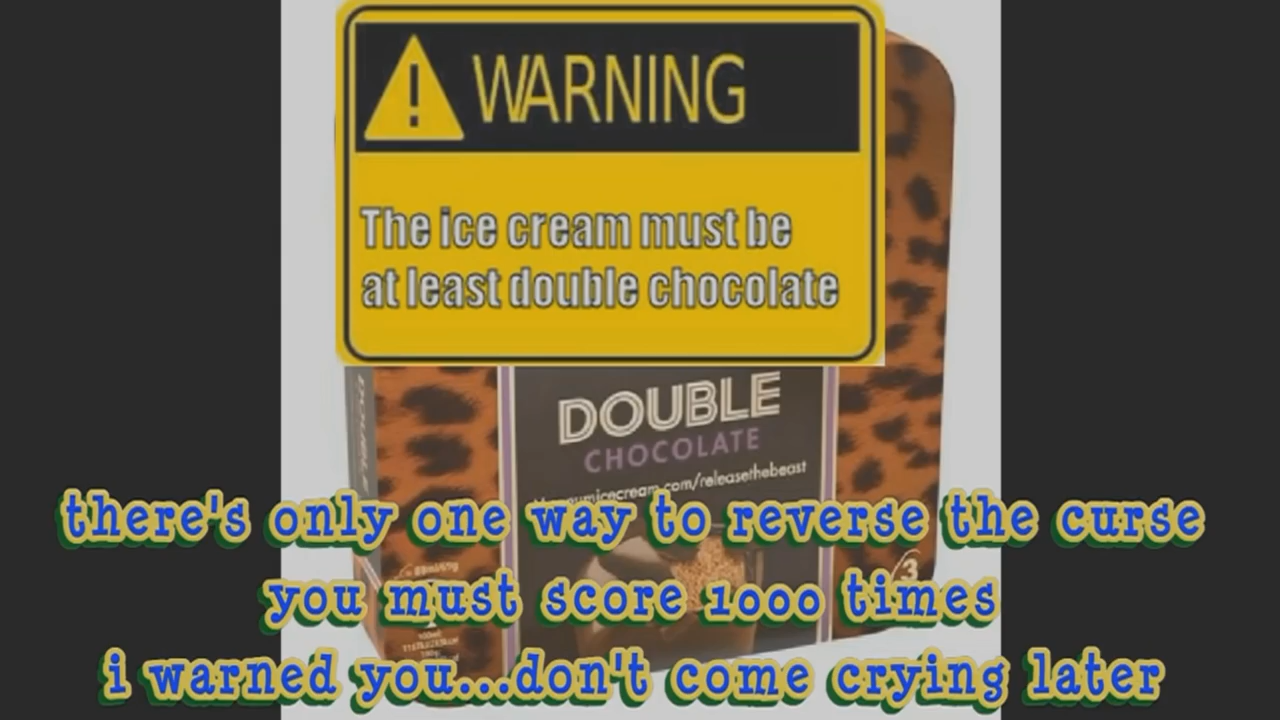 WARNING
The ice cream must be
at least double chocolate
DOUBLE
CHOCOLATE
.com/releasethebeast
there's only one way to reverse the curse
you must score 1000 times
3
i warned you...don't come crying later